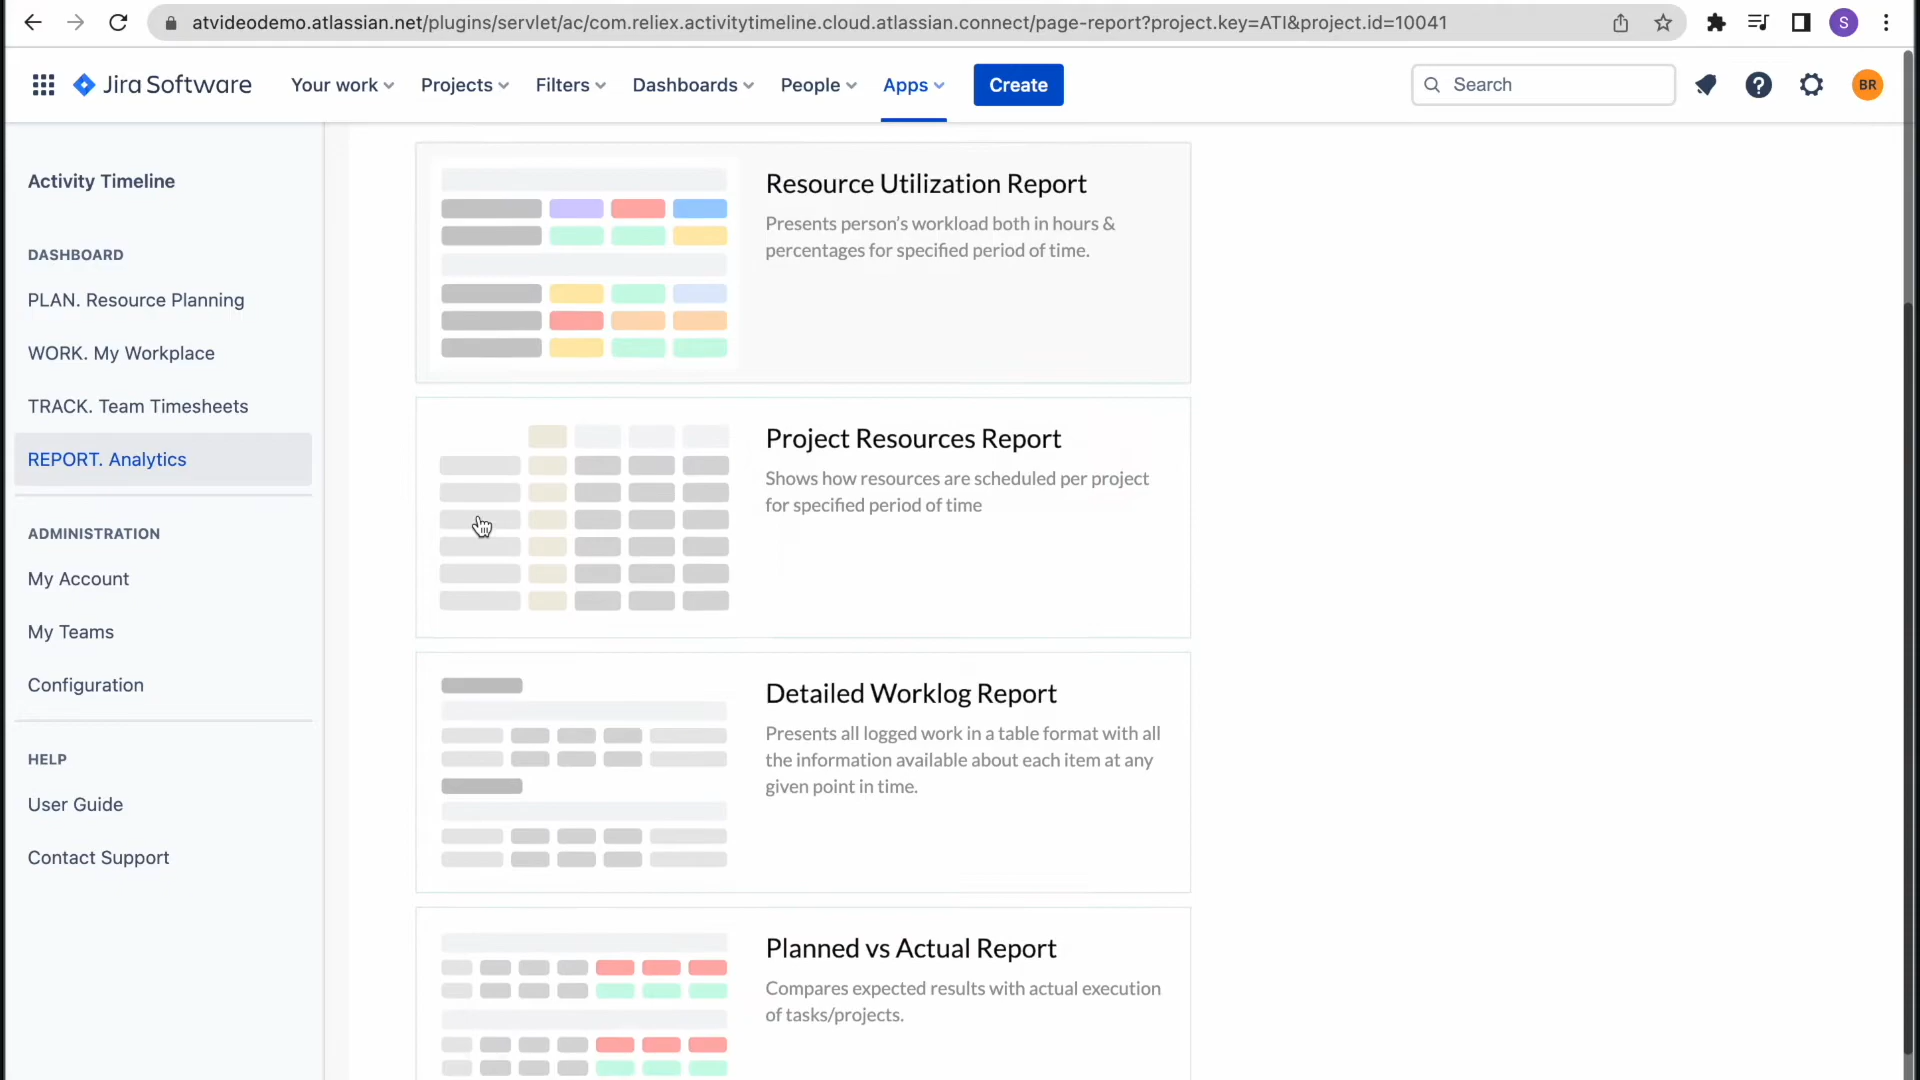 atvideodemo.atlassian.net/plugins/servlet/ac/com.reliex.activitytimeline.cloud.atlassian.connect/page-report?project.key=ATI&project.id=10041
S
Jira Software
Your work
Projects
Filters
Dashboards
People
Apps
Create
Search
BR
Activity Timeline
DASHBOARD
PLAN. Resource Planning
WORK. My Workplace
TRACK. Team Timesheets
REPORT. Analytics
ADMINISTRATION
My Account
My Teams
Configuration
HELP
User Guide
Contact Support
Resource Utilization Report
Presents person's workload both in hours &
percentages for specified period of time.
Project Resources Report
Shows how resources are scheduled per project
for specified period of time
Detailed Worklog Report
Presents all logged work in a table format with all
the information available about each item at any
given point in time.
Planned vs Actual Report
Compares expected results with actual execution
of tasks/projects.